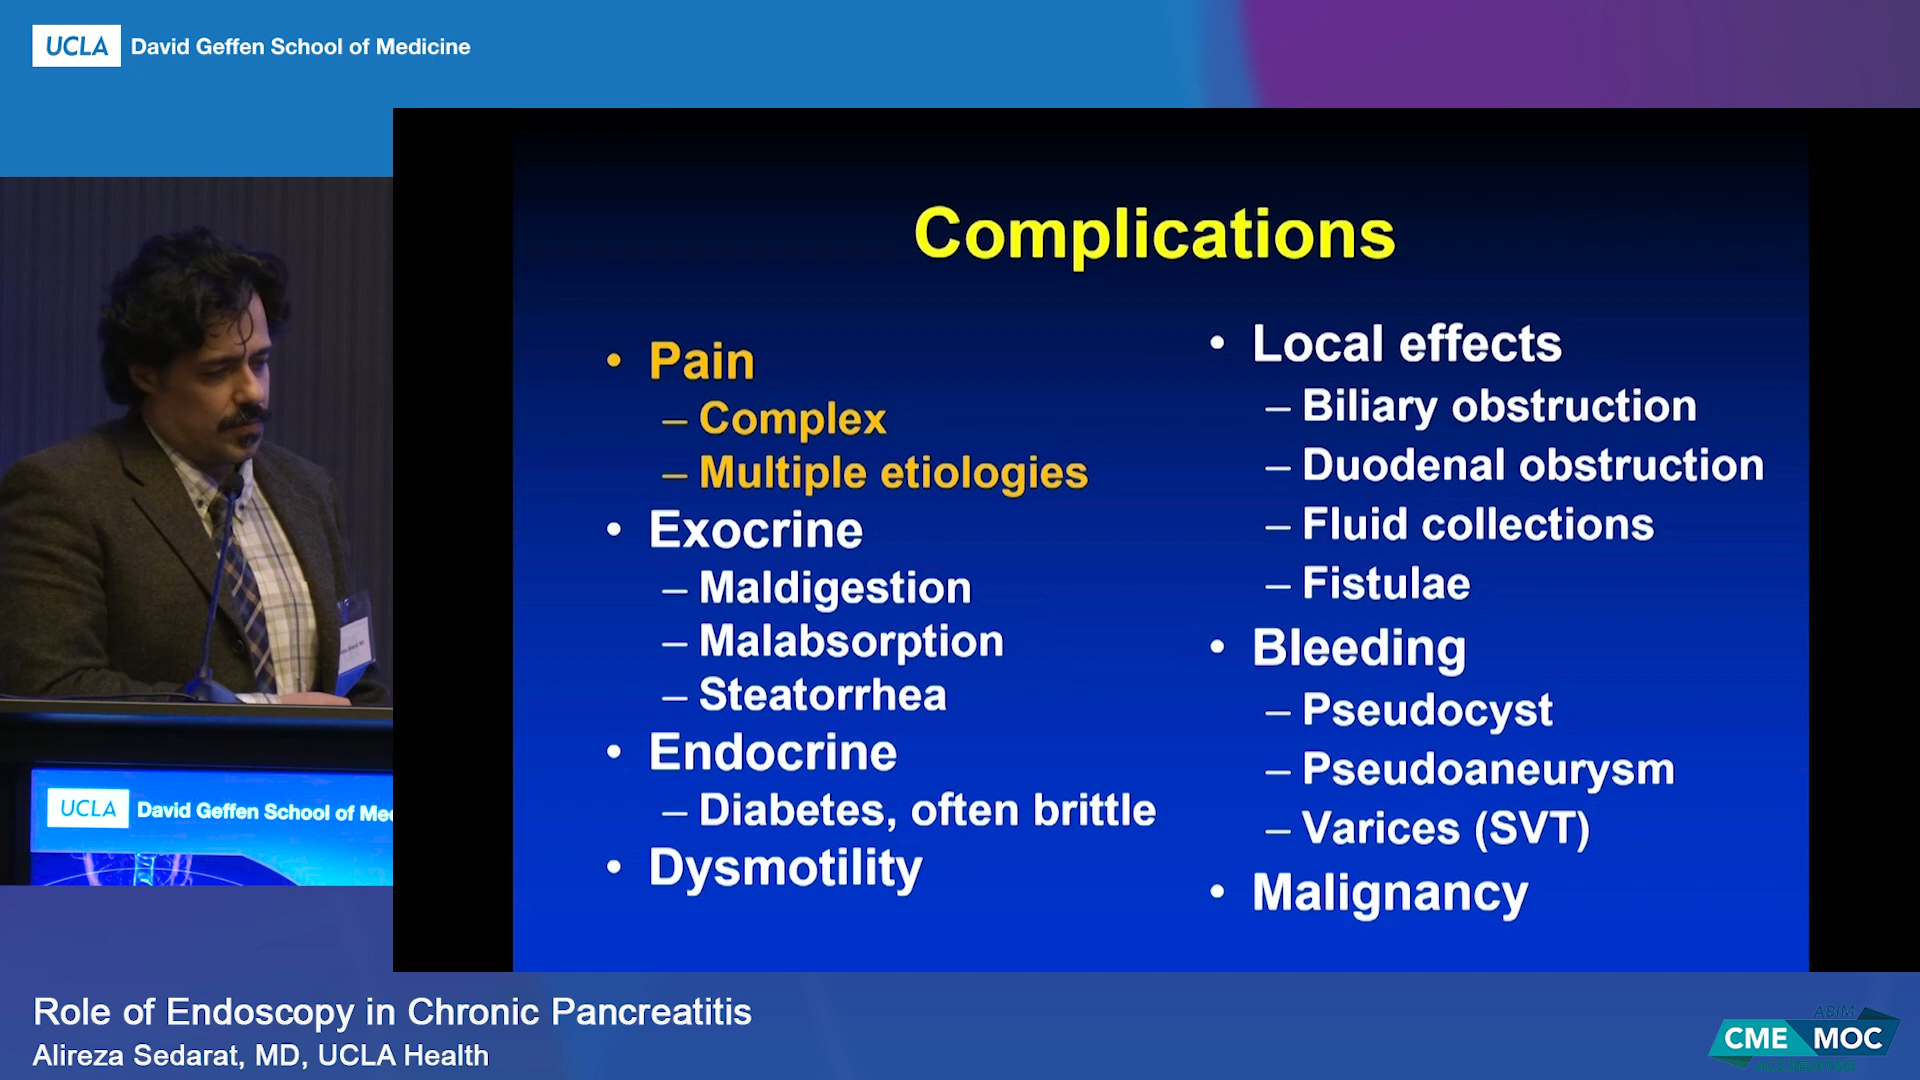 UCLA David Geffen School of Medicine
Complications
• Pain
– Complex
– Multiple etiologies
• Exocrine
– Maldigestion
– Malabsorption
– Steatorrhea
• Endocrine
– Diabetes, often brittle
• Dysmotility
• Local effects
– Biliary obstruction
– Duodenal obstruction
– Fluid collections
– Fistulae
• Bleeding
– Pseudocyst
– Pseudoaneurysm
– Varices (SVT)
• Malignancy
UCLA David Geffen School of Med
Role of Endoscopy in Chronic Pancreatitis
Alireza Sedarat, MD, UCLA Health
ABIM
CME MOC
ACCREDITED